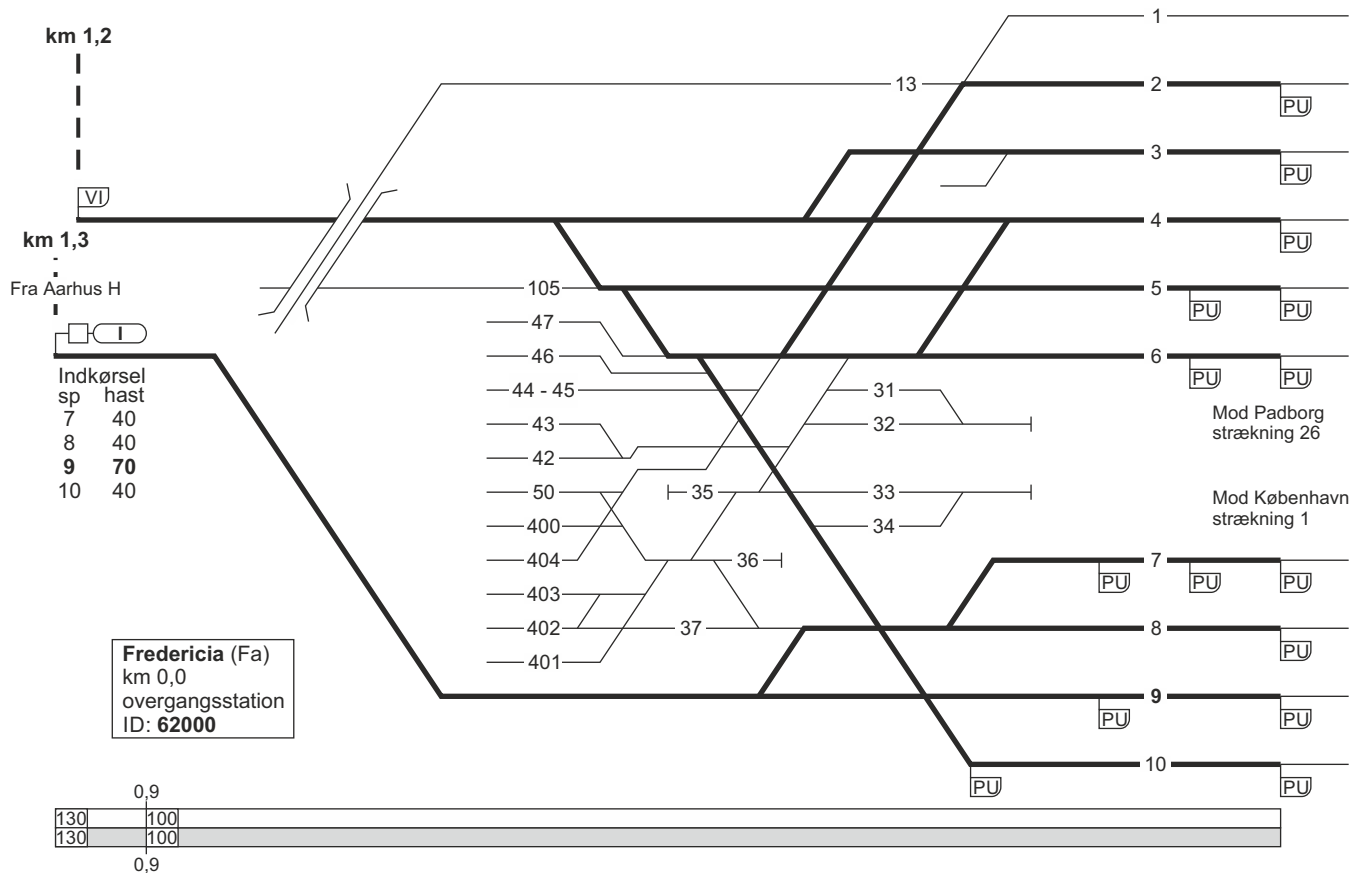 km 1,2
VI
km 1,3
Fra Aarhus H
I
Indkørsel
sp hast
7 40
8 40
9 70
10 40
1
13
2
PU
3
PU
4
PU
105
5
PU PU
47
46
6
PU PU
44 - 45
31
43
32
42
50
35
33
400
34
404
36
403
402
37
401
Mod Padborg
strækning 26
Mod København
strækning 1
7
PU PU PU
8
PU
9
PU PU
10
PU PU
Fredericia (Fa)
km 0,0
overgangsstation
ID: 62000
0,9
130 100
130 100
0,9